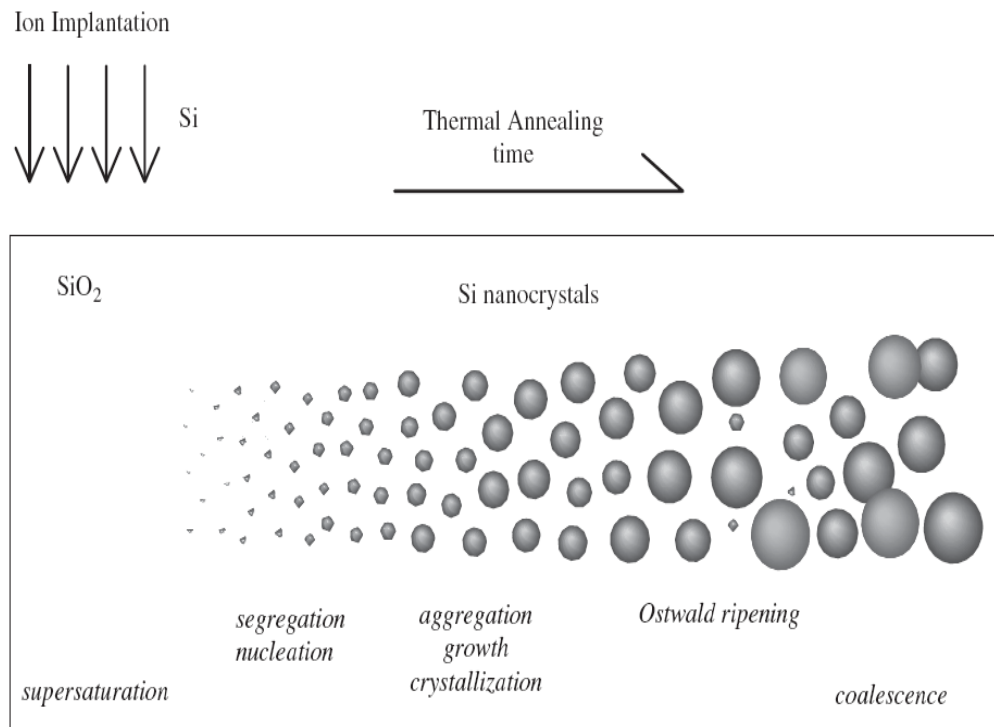 Ion Implantation
Si
Thermal Annealing
time
SiO₂
Si nanocrystals
segregation
nucleation
aggregation
growth
crystallization
Ostwald ripening
supersaturation
coalescence